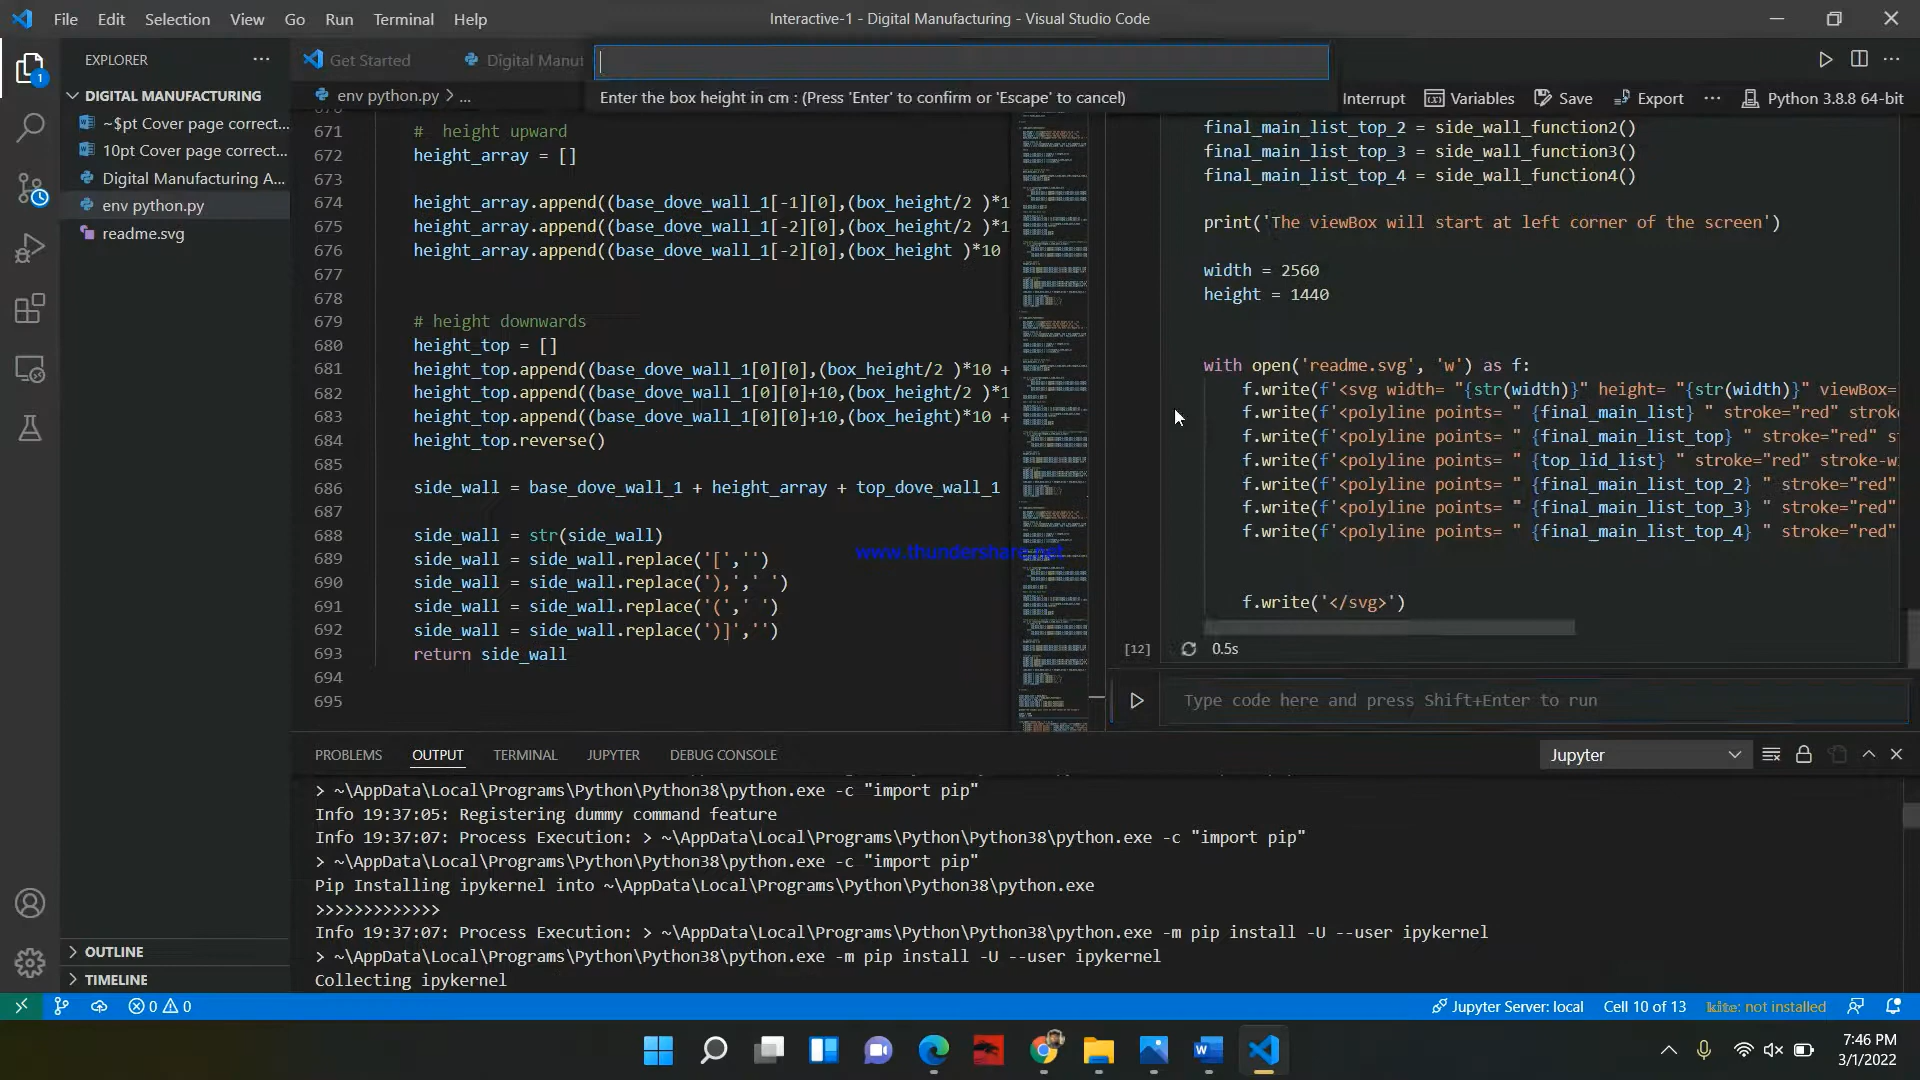 File Edit Selection View Go Run Terminal Help
Interactive-1 - Digital Manufacturing - Visual Studio Code
EXPLORER
DIGITAL MANUFACTURING
~$pt Cover page correct...
10pt Cover page correct...
Digital Manufacturing A...
env python.py
readme.svg
OUTLINE
TIMELINE
Get Started
Digital Manut
env python.py > ...
Enter the box height in cm : (Press 'Enter' to confirm or 'Escape' to cancel)
Interrupt Variables Save Export ... Python 3.8.8 64-bit
671 # height upward
672 height_array = []
673
674 height_array.append((base_dove_wall_1[-1][0],(box_height/2 )*1
675 height_array.append((base_dove_wall_1[-2][0],(box_height/2 )*1
676 height_array.append((base_dove_wall_1[-2][0],(box_height )*10
677
678
679 # height downwards
680 height_top = []
681 height_top.append((base_dove_wall_1[0][0],(box_height/2 )*10 +
682 height_top.append((base_dove_wall_1[0][0]+10,(box_height/2 )*1
683 height_top.append((base_dove_wall_1[0][0]+10,(box_height)*10 +
684 height_top.reverse()
685
686 side_wall = base_dove_wall_1 + height_array + top_dove_wall_1
687
688 side_wall = str(side_wall)
689 side_wall = side_wall.replace('[','')
690 side_wall = side_wall.replace('),',' ')
691 side_wall = side_wall.replace('(',' ')
692 side_wall = side_wall.replace(')]','')
693 return side_wall
694
695
www.thundershare.net
final_main_list_top_2 = side_wall_function2()
final_main_list_top_3 = side_wall_function3()
final_main_list_top_4 = side_wall_function4()
print('The viewBox will start at left corner of the screen')
width = 2560
height = 1440
with open('readme.svg', 'w') as f:
f.write(f'<svg width= "{str(width)}" height= "{str(width)}" viewBox=
f.write(f'<polyline points= " {final_main_list} " stroke="red" strok
f.write(f'<polyline points= " {final_main_list_top} " stroke="red" s
f.write(f'<polyline points= " {top_lid_list} " stroke="red" stroke-w
f.write(f'<polyline points= " {final_main_list_top_2} " stroke="red"
f.write(f'<polyline points= " {final_main_list_top_3} " stroke="red"
f.write(f'<polyline points= " {final_main_list_top_4} " stroke="red"
f.write('</svg>')
[12] 0.5s
Type code here and press Shift+Enter to run
PROBLEMS OUTPUT TERMINAL JUPYTER DEBUG CONSOLE
Jupyter
> ~\AppData\Local\Programs\Python\Python38\python.exe -c "import pip"
Info 19:37:05: Registering dummy command feature
Info 19:37:07: Process Execution: > ~\AppData\Local\Programs\Python\Python38\python.exe -c "import pip"
> ~\AppData\Local\Programs\Python\Python38\python.exe -c "import pip"
Pip Installing ipykernel into ~\AppData\Local\Programs\Python\Python38\python.exe
>>>>>>>>>>>>>
Info 19:37:07: Process Execution: > ~\AppData\Local\Programs\Python\Python38\python.exe -m pip install -U --user ipykernel
> ~\AppData\Local\Programs\Python\Python38\python.exe -m pip install -U --user ipykernel
Collecting ipykernel
0 0
Jupyter Server: local Cell 10 of 13 kite: not installed
7:46 PM
3/1/2022